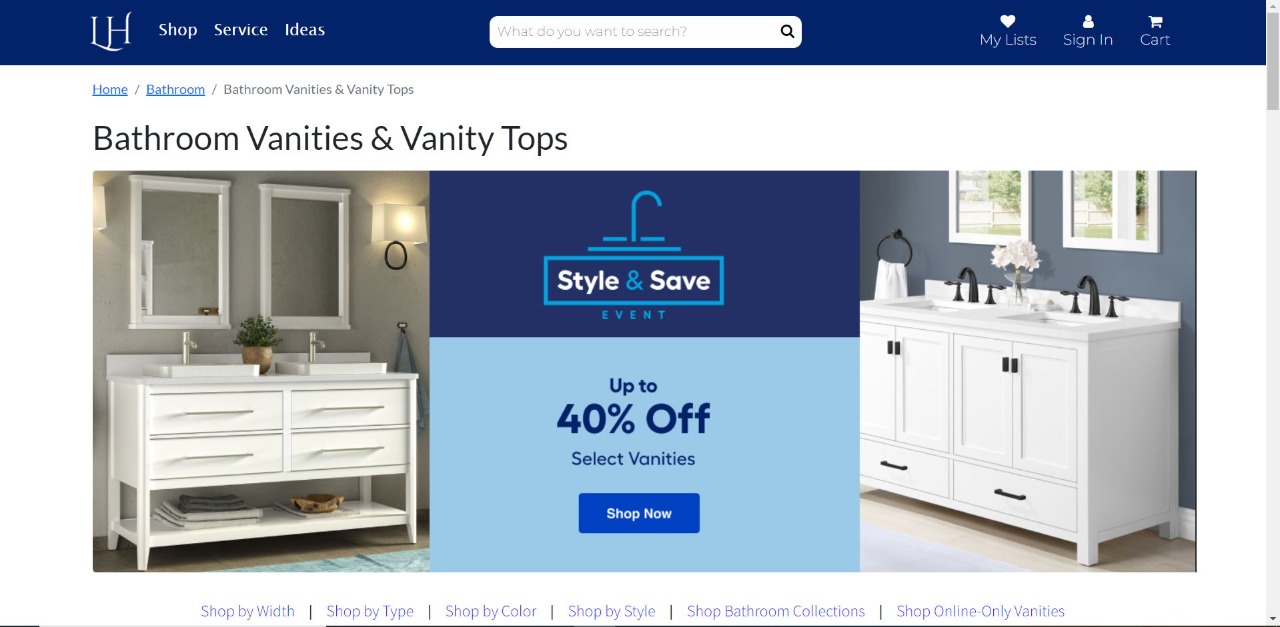 LH Shop Service Ideas What do you want to search? My Lists Sign In Cart
Home / Bathroom / Bathroom Vanities & Vanity Tops
Bathroom Vanities & Vanity Tops
Style & Save
EVENT
Up to
40% Off
Select Vanities
Shop Now
Shop by Width | Shop by Type | Shop by Color | Shop by Style | Shop Bathroom Collections | Shop Online-Only Vanities